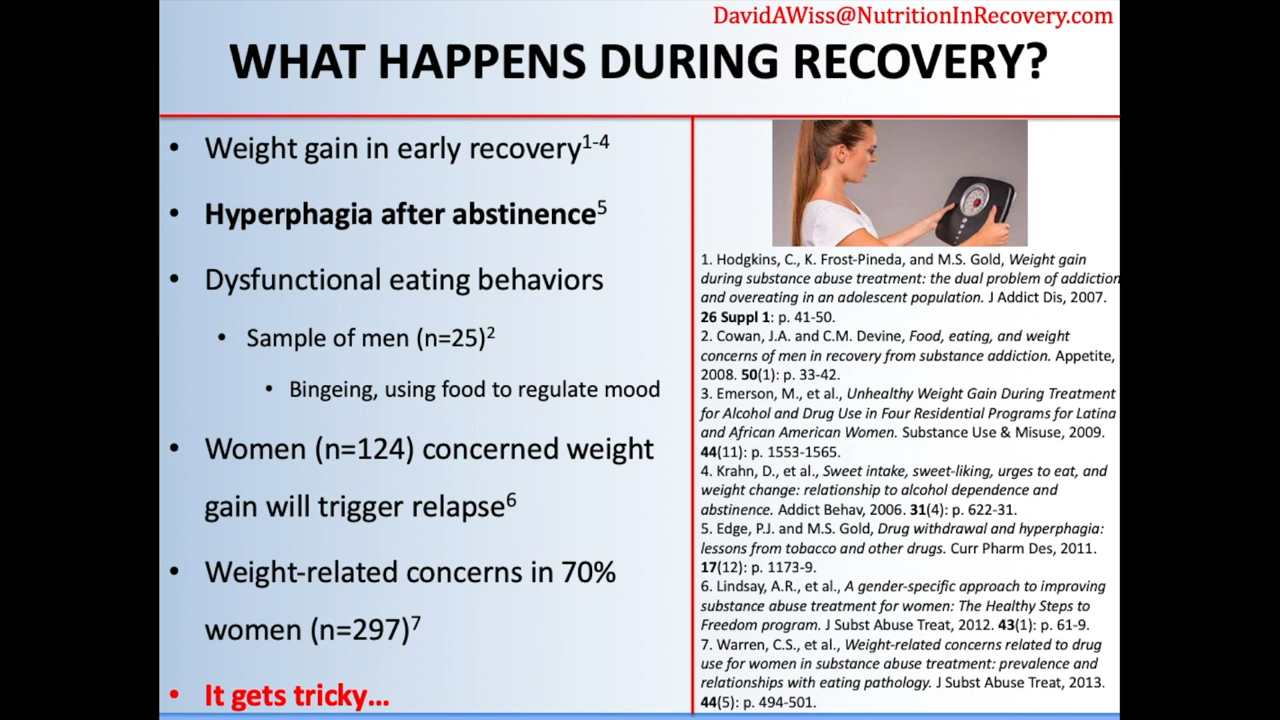 DavidAWiss@NutritionInRecovery.com
WHAT HAPPENS DURING RECOVERY?
• Weight gain in early recovery1-4
• Hyperphagia after abstinence5
• Dysfunctional eating behaviors
• Sample of men (n=25)2
• Bingeing, using food to regulate mood
• Women (n=124) concerned weight
gain will trigger relapse6
• Weight-related concerns in 70%
women (n=297)7
• It gets tricky...
1. Hodgkins, C., K. Frost-Pineda, and M.S. Gold, Weight gain
during substance abuse treatment: the dual problem of addiction
and overeating in an adolescent population. J Addict Dis, 2007.
26 Suppl 1: p. 41-50.
2. Cowan, J.A. and C.M. Devine, Food, eating, and weight
concerns of men in recovery from substance addiction. Appetite,
2008. 50(1): p. 33-42.
3. Emerson, M., et al., Unhealthy Weight Gain During Treatment
for Alcohol and Drug Use in Four Residential Programs for Latina
and African American Women. Substance Use & Misuse, 2009.
44(11): p. 1553-1565.
4. Krahn, D., et al., Sweet intake, sweet-liking, urges to eat, and
weight change: relationship to alcohol dependence and
abstinence. Addict Behav, 2006. 31(4): p. 622-31.
5. Edge, P.J. and M.S. Gold, Drug withdrawal and hyperphagia:
lessons from tobacco and other drugs. Curr Pharm Des, 2011.
17(12): p. 1173-9.
6. Lindsay, A.R., et al., A gender-specific approach to improving
substance abuse treatment for women: The Healthy Steps to
Freedom program. J Subst Abuse Treat, 2012. 43(1): p. 61-9.
7. Warren, C.S., et al., Weight-related concerns related to drug
use for women in substance abuse treatment: prevalence and
relationships with eating pathology. J Subst Abuse Treat, 2013.
44(5): p. 494-501.